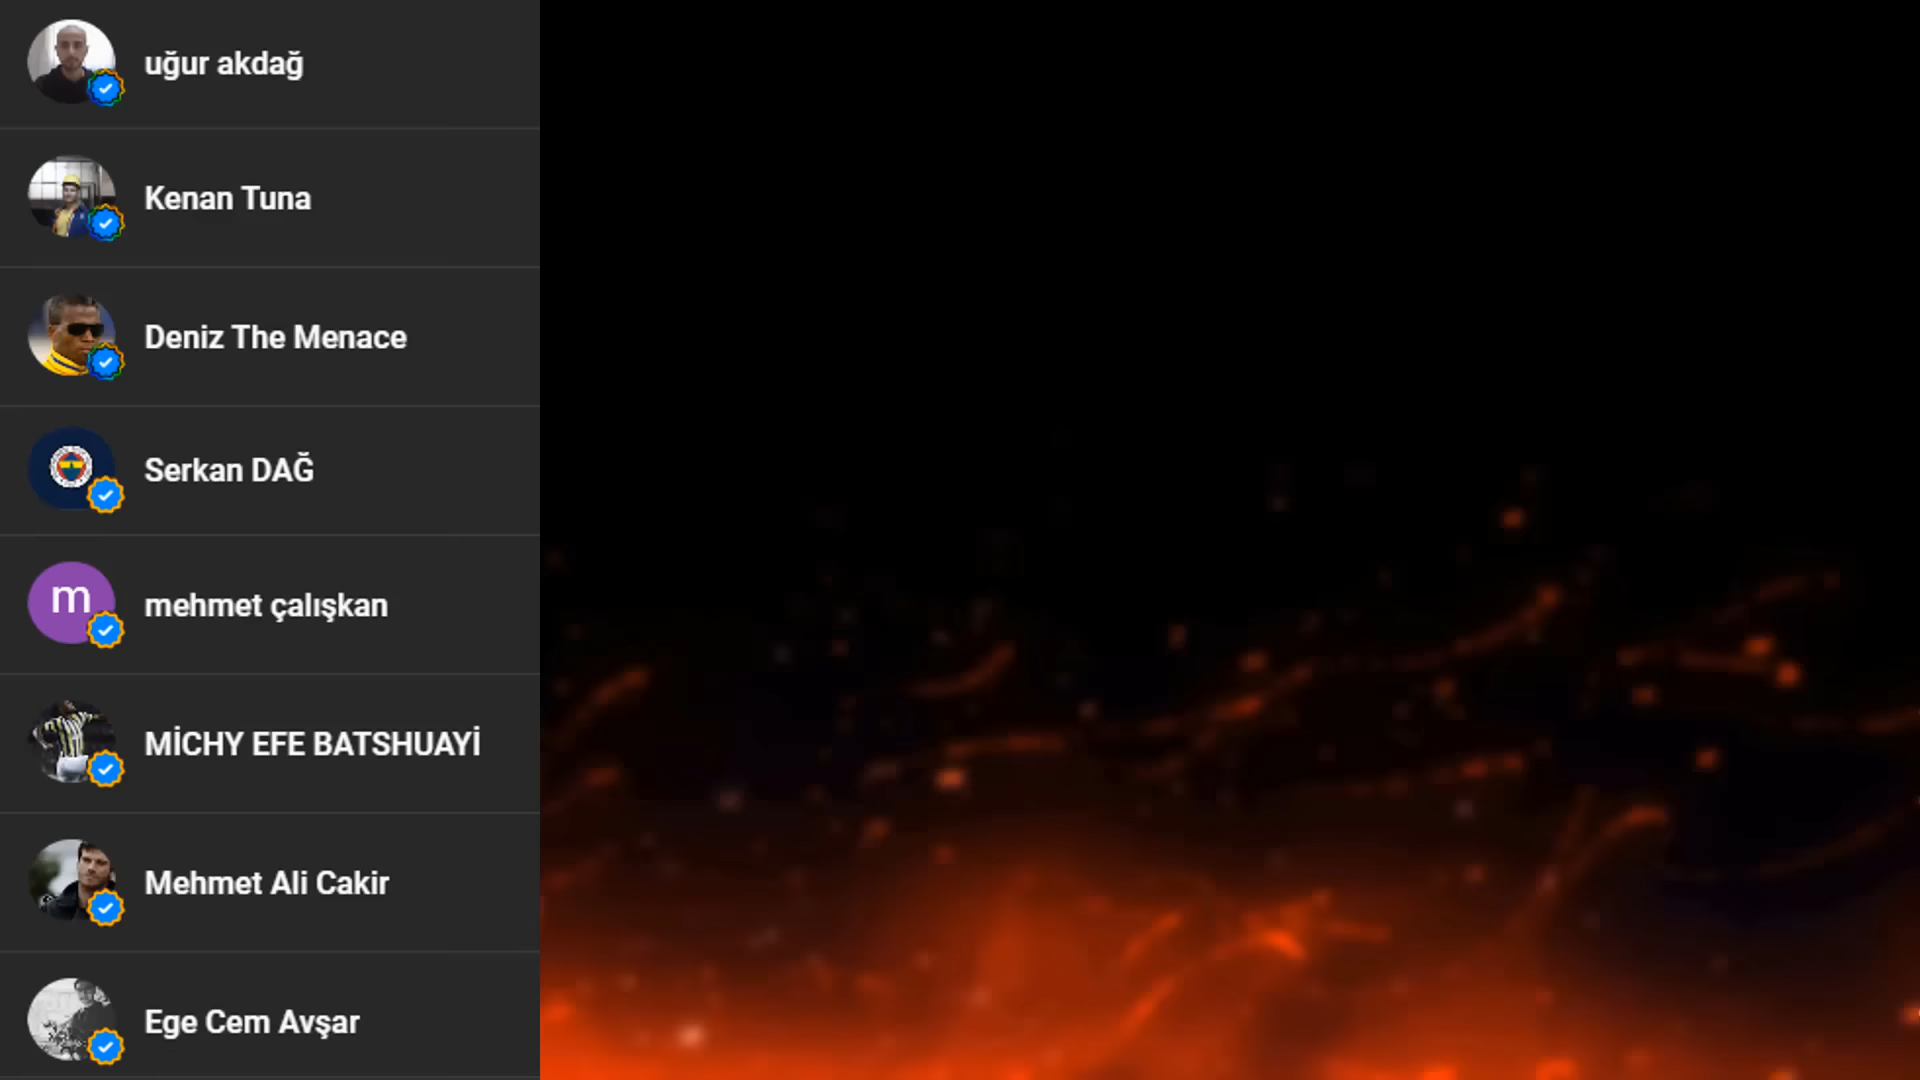 uğur akdağ
Kenan Tuna
Deniz The Menace
Serkan DAĞ
m
mehmet çalışkan
MİCHY EFE BATSHUAYİ
Mehmet Ali Cakir
Ege Cem Avşar